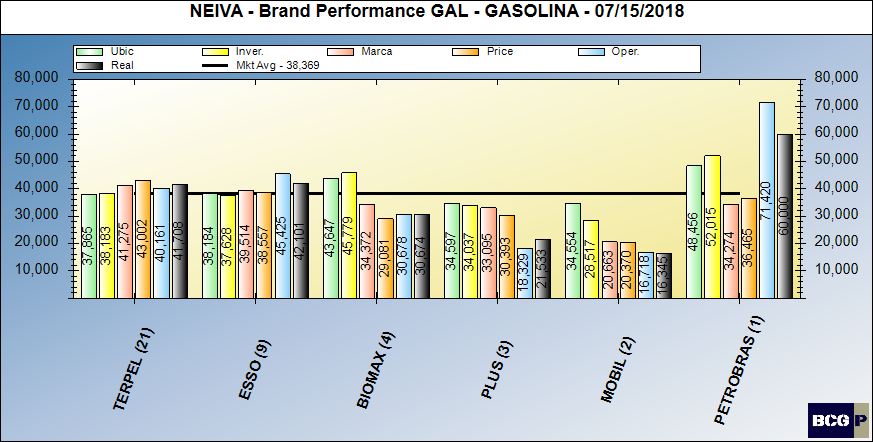 NEIVA - Brand Performance GAL - GASOLINA - 07/15/2018
Ubic Inver. Marca Price Oper.
Real Mkt Avg - 38,369
80,000 80,000
70,000 70,000
60,000 60,000
50,000 50,000
40,000 40,000
30,000 30,000
20,000 20,000
10,000 10,000
37,865 38,183 41,275 43,002 40,161 41,708
38,184 37,628 39,514 38,557 45,425 42,101
43,647 45,779 34,372 29,081 30,678 30,674
34,597 34,037 33,095 30,393 18,329 21,533
34,554 28,517 20,663 20,370 16,718 16,345
48,456 52,015 34,274 36,465 71,420 60,000
TERPEL (21)
ESSO (9)
BIOMAX (4)
PLUS (3)
MOBIL (2)
PETROBRAS (1)
BCG P